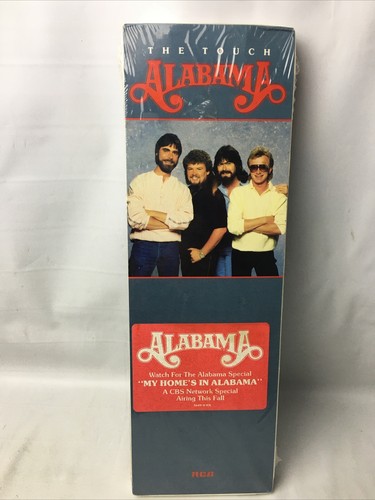 THE TOUCH
ALABAMA
ALABAMA
Watch For The Alabama Special
"MY HOME'S IN ALABAMA"
A CBS Network Special
Airing This Fall
RCA